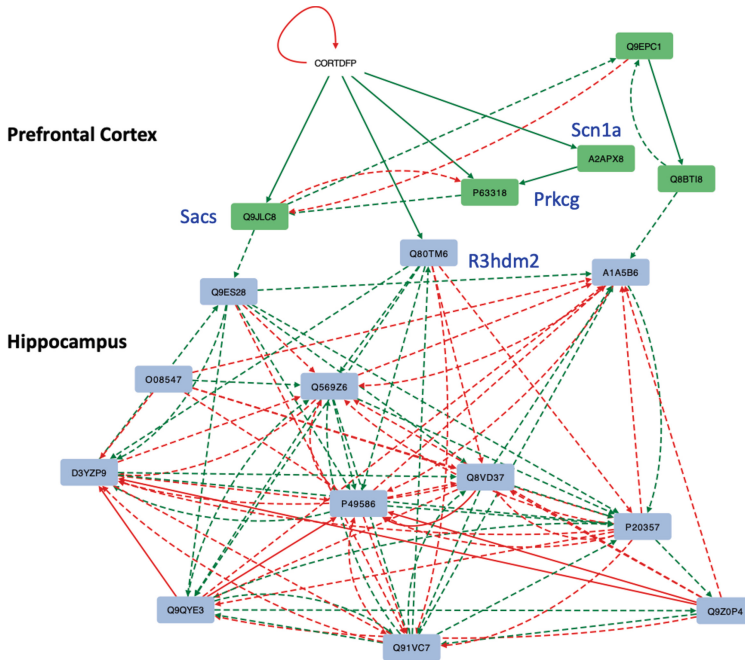 Q9EPC1
CORTDFP
Prefrontal Cortex
Scn1a
A2APX8
Q8BTI8
P63318
Prkcg
Sacs
Q9JLC8
Q80TM6
R3hdm2
A1A5B6
Q9ES28
Hippocampus
O08547
Q569Z6
D3YZP9
Q8VD37
P49586
P20357
Q9QYE3
Q9Z0P4
Q91VC7